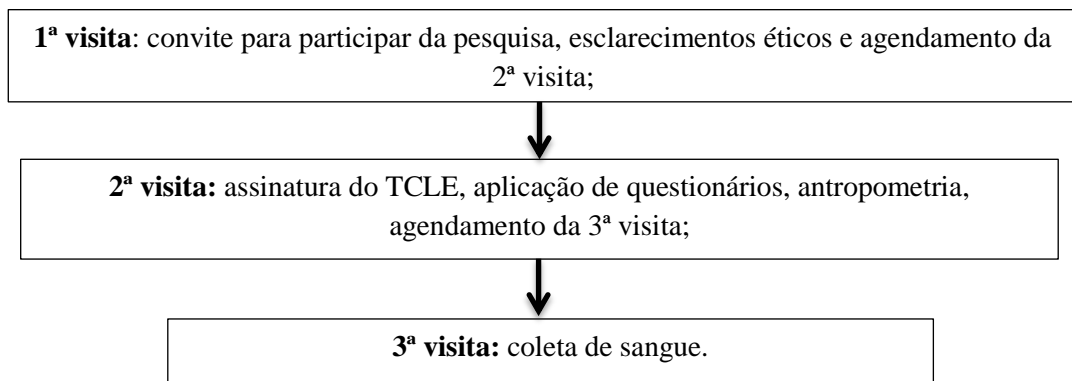 1ª visita: convite para participar da pesquisa, esclarecimentos éticos e agendamento da
2ª visita;
2ª visita: assinatura do TCLE, aplicação de questionários, antropometria,
agendamento da 3ª visita;
3ª visita: coleta de sangue.